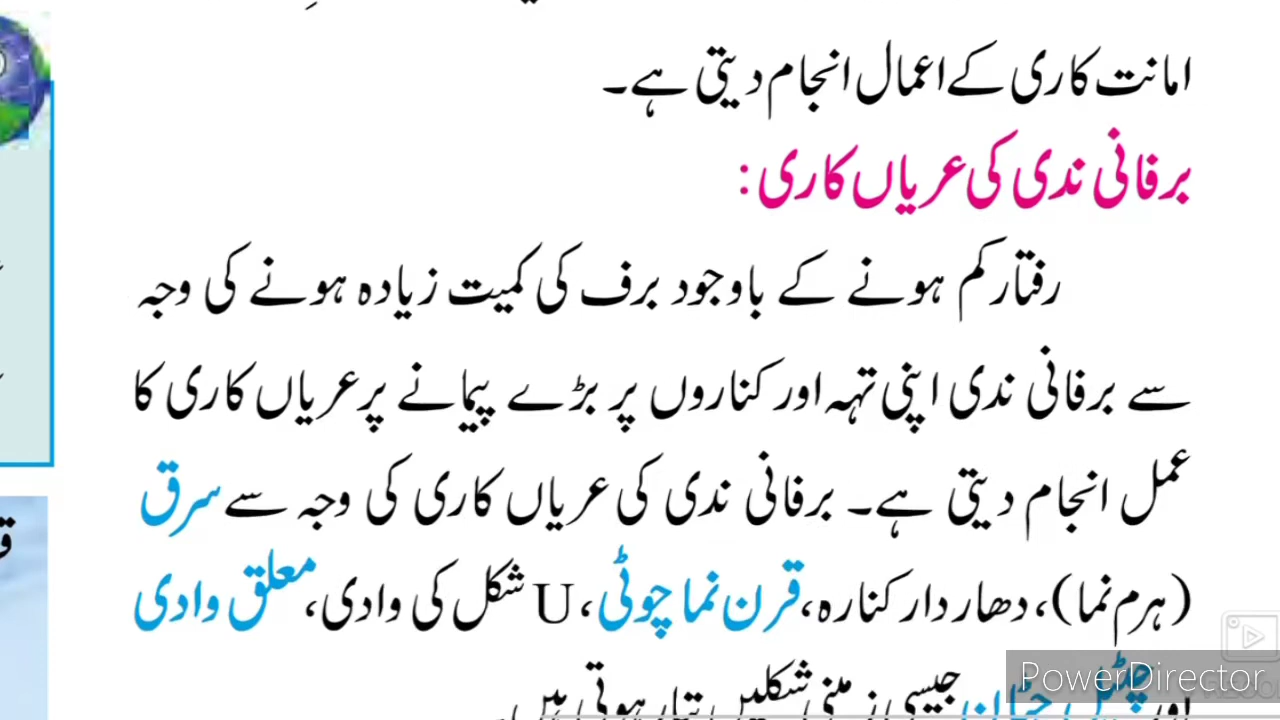 امانت کاری کے اعمال انجام دیتی ہے۔
برفانی ندی کی عریاں کاری:
رفتار کم ہونے کے باوجود برف کی کمیت زیادہ ہونے کی وجہ
سے برفانی ندی اپنی تہہ اور کناروں پر بڑے پیمانے پر عریاں کاری کا
عمل انجام دیتی ہے۔ برفانی ندی کی عریاں کاری کی وجہ سے سرق
(ہرم نما)، دھار دار کنارہ، قرن نما چوٹی، U شکل کی وادی، معلق وادی
جیسی زمینی شکلیں تیار ہوتی ہیں۔
PowerDirector